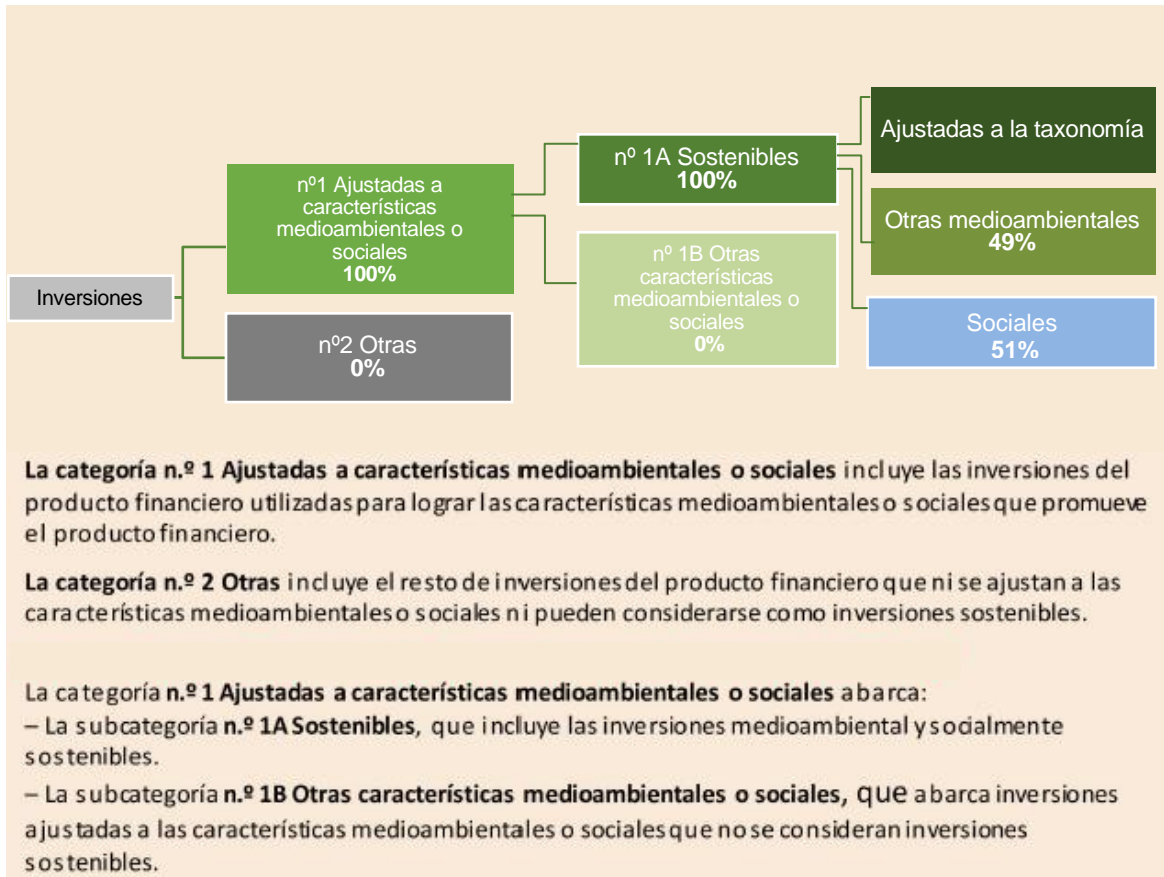 Inversiones
nº1 Ajustadas a
características
medioambientales o
sociales
100%
nº2 Otras
0%
nº 1A Sostenibles
100%
nº 1B Otras
características
medioambientales o
sociales
0%
Ajustadas a la taxonomía
Otras medioambientales
49%
Sociales
51%
La categoría n.º 1 Ajustadas a características medioambientales o sociales incluye las inversiones del
producto financiero utilizadas para lograr las características medioambientales o sociales que promueve
el producto financiero.
La categoría n.º 2 Otras incluye el resto de inversiones del producto financiero que ni se ajustan a las
características medioambientales o sociales ni pueden considerarse como inversiones sostenibles.
La categoría n.º 1 Ajustadas a características medioambientales o sociales abarca:
– La subcategoría n.º 1A Sostenibles, que incluye las inversiones medioambiental y socialmente
sostenibles.
– La subcategoría n.º 1B Otras características medioambientales o sociales, que abarca inversiones
ajustadas a las características medioambientales o sociales que no se consideran inversiones
sostenibles.